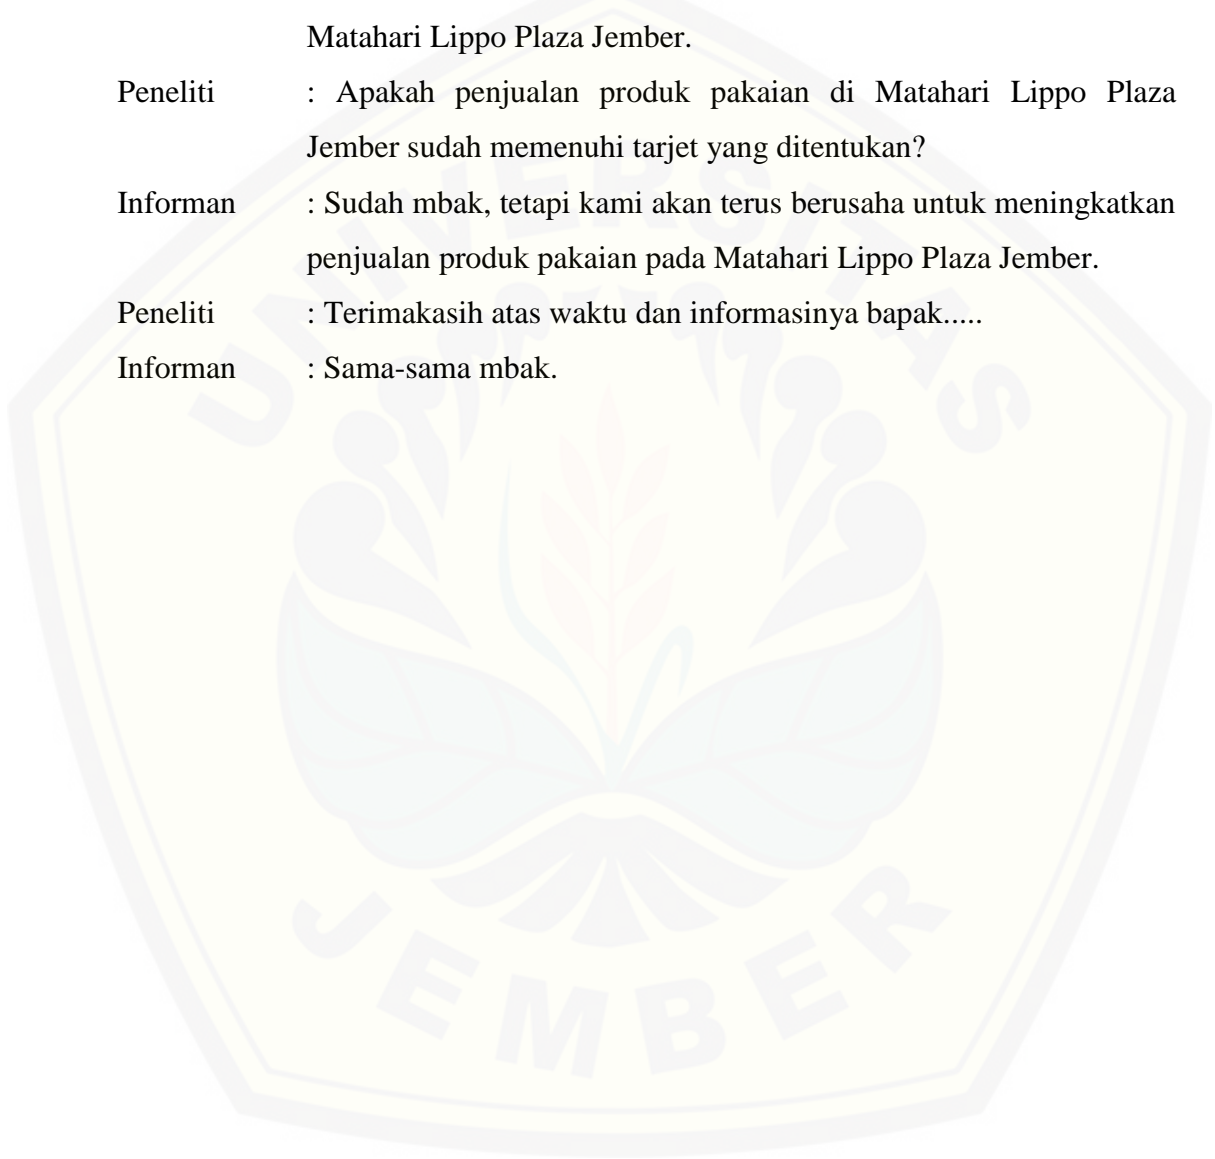 Matahari Lippo Plaza Jember.
Peneliti : Apakah penjualan produk pakaian di Matahari Lippo Plaza
Jember sudah memenuhi tarjet yang ditentukan?
Informan : Sudah mbak, tetapi kami akan terus berusaha untuk meningkatkan
penjualan produk pakaian pada Matahari Lippo Plaza Jember.
Peneliti : Terimakasih atas waktu dan informasinya bapak.....
Informan : Sama-sama mbak.
UNIVERSITAS
JEMBER